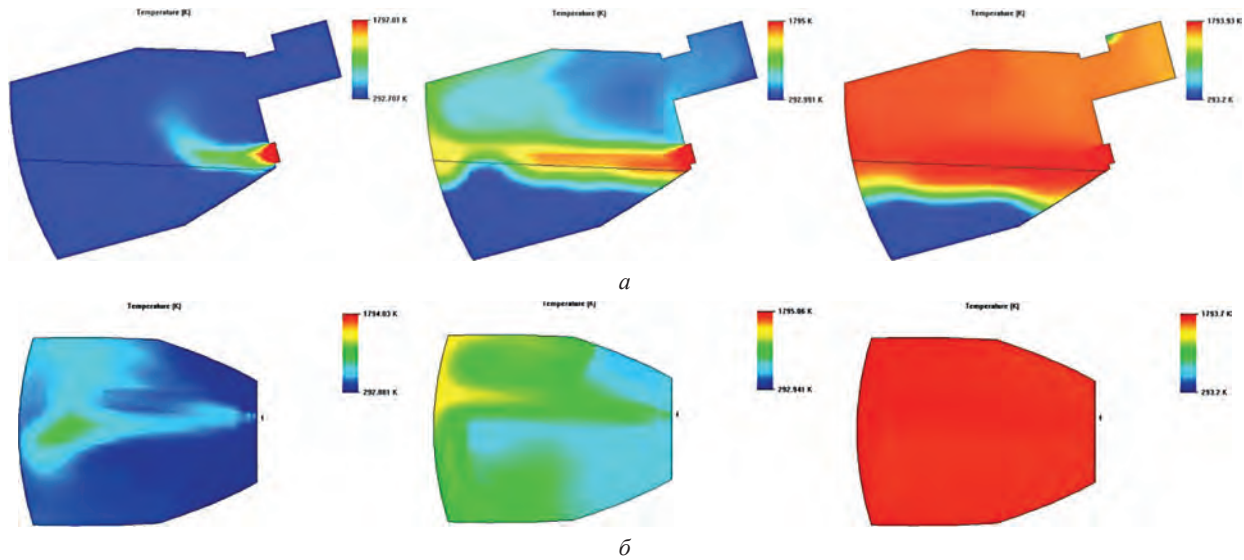 Temperature [K]
1792.01 K
292.707 K
Temperature [K]
1795 K
292.991 K
Temperature [K]
1793.93 K
293.2 K
а
Temperature [K]
1794.03 K
292.881 K
Temperature [K]
1795.06 K
292.941 K
Temperature [K]
1793.7 K
293.2 K
б